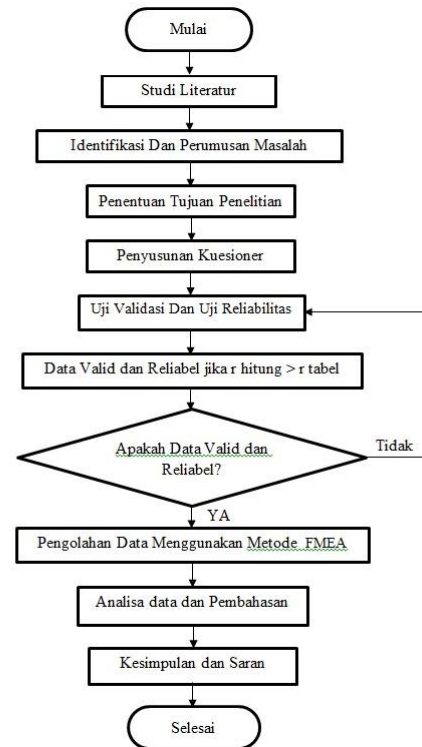 Mulai
Studi Literatur
Identifikasi Dan Perumusan Masalah
Penentuan Tujuan Penelitian
Penyusunan Kuesioner
Uji Validasi Dan Uji Reliabilitas
Data Valid dan Reliabel jika r hitung > r tabel
Apakah Data Valid dan
Reliabel?
Tidak
YA
Pengolahan Data Menggunakan Metode FMEA
Analisa data dan Pembahasan
Kesimpulan dan Saran
Selesai